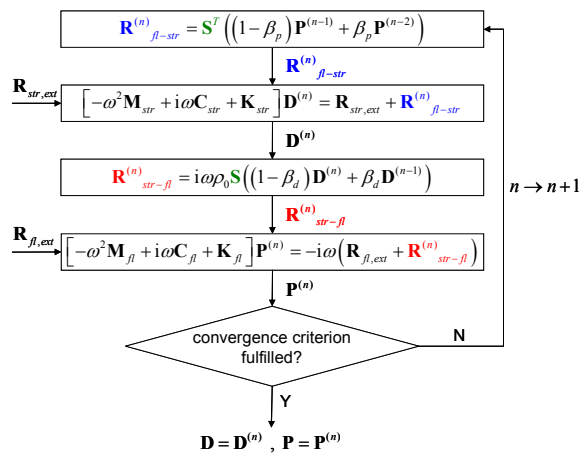 R^(n)_fl−str = S^T((1−β_p)P^(n−1) + β_p P^(n−2))
R^(n)_fl−str
R_str,ext
[−ω²M_str + iωC_str + K_str]D^(n) = R_str,ext + R^(n)_fl−str
D^(n)
R^(n)_str−fl = iωρ₀S((1−β_d)D^(n) + β_d D^(n−1))
n → n+1
R^(n)_str−fl
R_fl,ext
[−ω²M_fl + iωC_fl + K_fl]P^(n) = −iω(R_fl,ext + R^(n)_str−fl)
P^(n)
convergence criterion
fulfilled?
N
Y
D = D^(n) , P = P^(n)